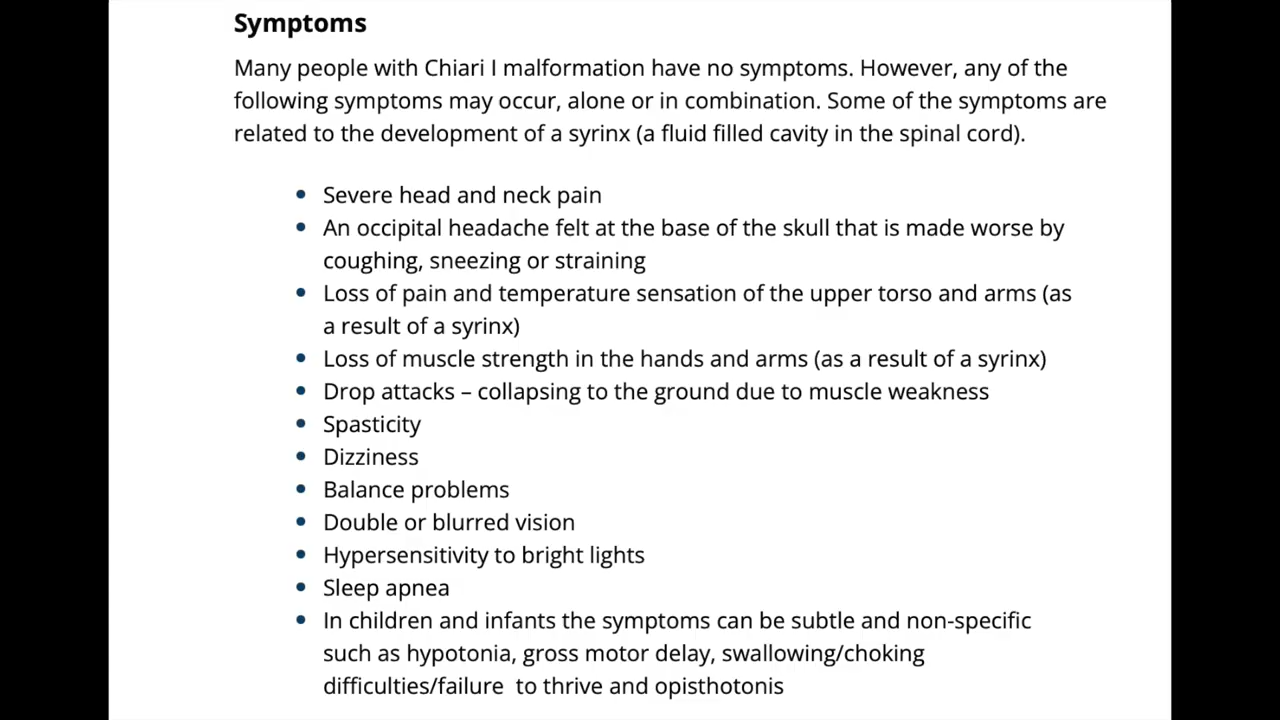 Symptoms
Many people with Chiari I malformation have no symptoms. However, any of the
following symptoms may occur, alone or in combination. Some of the symptoms are
related to the development of a syrinx (a fluid filled cavity in the spinal cord).
• Severe head and neck pain
• An occipital headache felt at the base of the skull that is made worse by
coughing, sneezing or straining
• Loss of pain and temperature sensation of the upper torso and arms (as
a result of a syrinx)
• Loss of muscle strength in the hands and arms (as a result of a syrinx)
• Drop attacks – collapsing to the ground due to muscle weakness
• Spasticity
• Dizziness
• Balance problems
• Double or blurred vision
• Hypersensitivity to bright lights
• Sleep apnea
• In children and infants the symptoms can be subtle and non-specific
such as hypotonia, gross motor delay, swallowing/choking
difficulties/failure  to thrive and opisthotonis